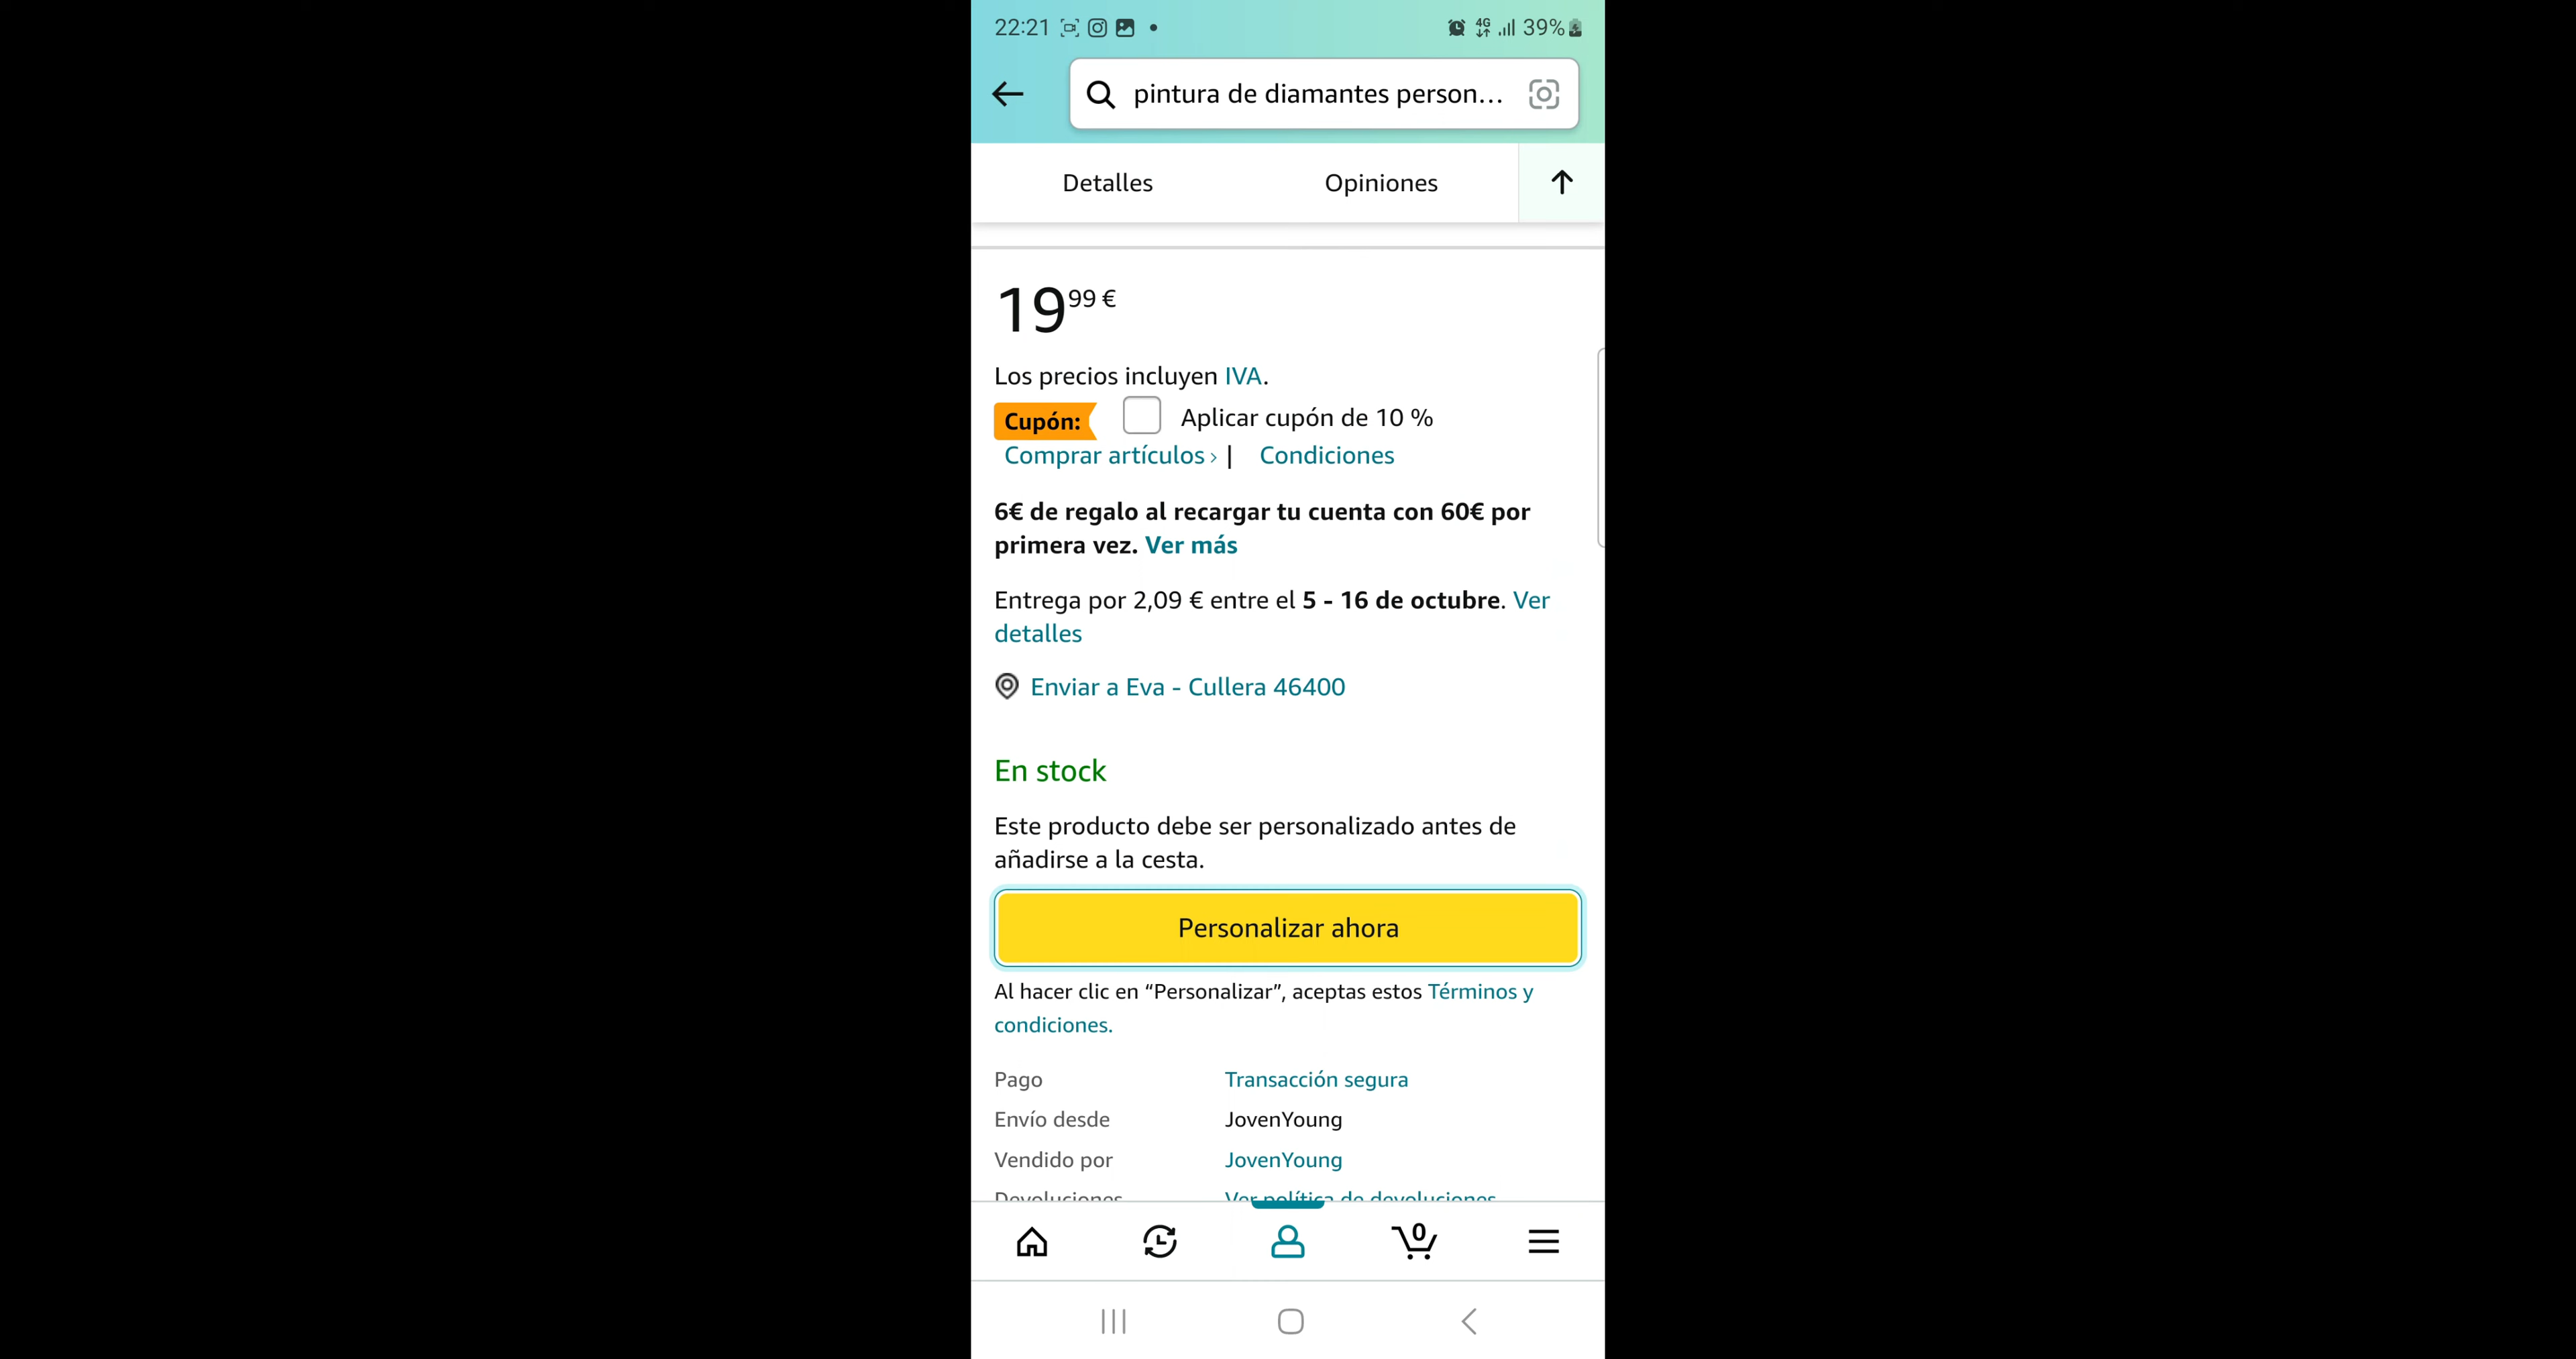 22:21 4G 39%
pintura de diamantes person...
Detalles Opiniones
19 99 €
Los precios incluyen IVA.
Cupón: Aplicar cupón de 10 %
Comprar artículos › | Condiciones
6€ de regalo al recargar tu cuenta con 60€ por
primera vez. Ver más
Entrega por 2,09 € entre el 5 - 16 de octubre. Ver
detalles
Enviar a Eva - Cullera 46400
En stock
Este producto debe ser personalizado antes de
añadirse a la cesta.
Personalizar ahora
Al hacer clic en “Personalizar”, aceptas estos Términos y
condiciones.
Pago Transacción segura
Envío desde JovenYoung
Vendido por JovenYoung
Devoluciones Ver política de devoluciones
0